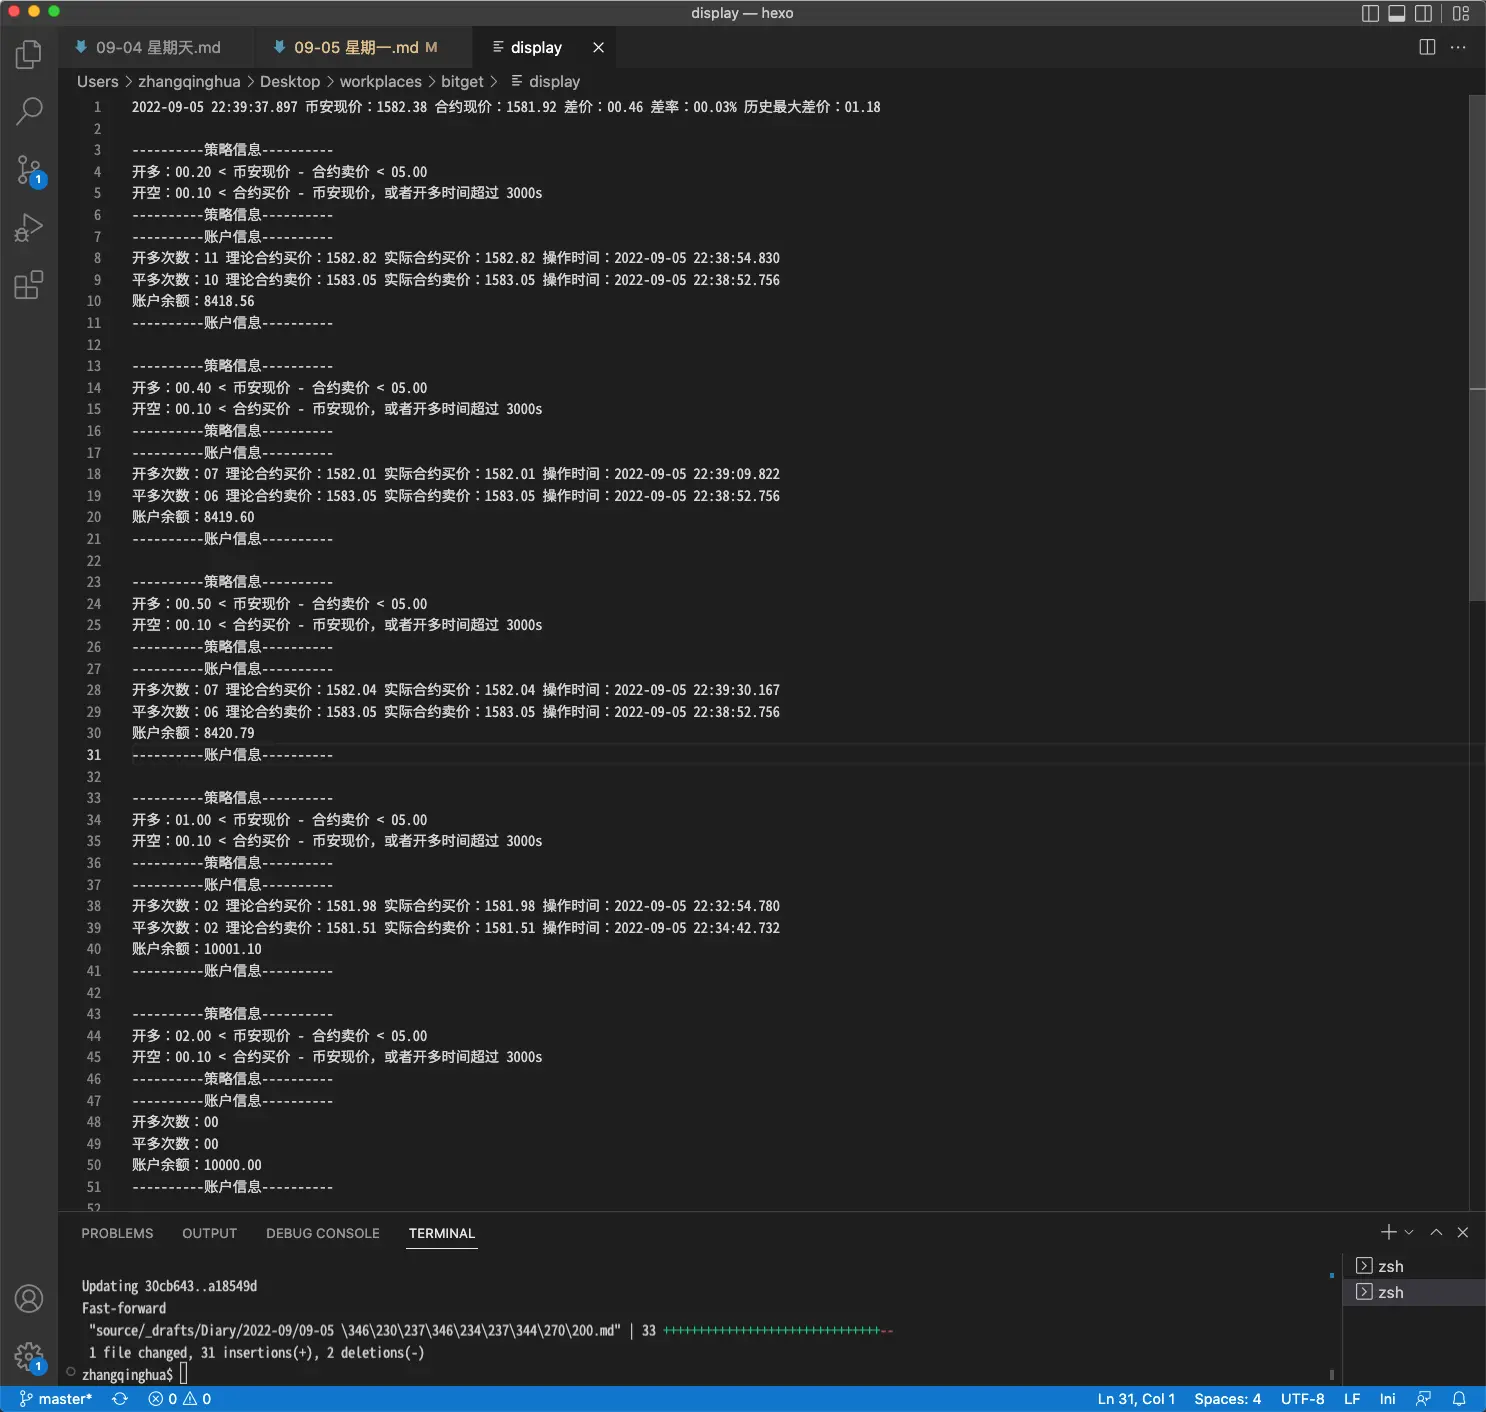 display — hexo
09-04 星期天.md 09-05 星期一.md M display
Users > zhangqinghua > Desktop > workplaces > bitget > display
1 2022-09-05 22:39:37.897 币安现价：1582.38 合约现价：1581.92 差价：00.46 差率：00.03% 历史最大差价：01.18
2
3 ----------策略信息----------
4 开多：00.20 < 币安现价 - 合约卖价 < 05.00
5 开空：00.10 < 合约买价 - 币安现价，或者开多时间超过 3000s
6 ----------策略信息----------
7 ----------账户信息----------
8 开多次数：11 理论合约买价：1582.82 实际合约买价：1582.82 操作时间：2022-09-05 22:38:54.830
9 平多次数：10 理论合约卖价：1583.05 实际合约卖价：1583.05 操作时间：2022-09-05 22:38:52.756
10 账户余额：8418.56
11 ----------账户信息----------
12
13 ----------策略信息----------
14 开多：00.40 < 币安现价 - 合约卖价 < 05.00
15 开空：00.10 < 合约买价 - 币安现价，或者开多时间超过 3000s
16 ----------策略信息----------
17 ----------账户信息----------
18 开多次数：07 理论合约买价：1582.01 实际合约买价：1582.01 操作时间：2022-09-05 22:39:09.822
19 平多次数：06 理论合约卖价：1583.05 实际合约卖价：1583.05 操作时间：2022-09-05 22:38:52.756
20 账户余额：8419.60
21 ----------账户信息----------
22
23 ----------策略信息----------
24 开多：00.50 < 币安现价 - 合约卖价 < 05.00
25 开空：00.10 < 合约买价 - 币安现价，或者开多时间超过 3000s
26 ----------策略信息----------
27 ----------账户信息----------
28 开多次数：07 理论合约买价：1582.04 实际合约买价：1582.04 操作时间：2022-09-05 22:39:30.167
29 平多次数：06 理论合约卖价：1583.05 实际合约卖价：1583.05 操作时间：2022-09-05 22:38:52.756
30 账户余额：8420.79
31 ----------账户信息----------
32
33 ----------策略信息----------
34 开多：01.00 < 币安现价 - 合约卖价 < 05.00
35 开空：00.10 < 合约买价 - 币安现价，或者开多时间超过 3000s
36 ----------策略信息----------
37 ----------账户信息----------
38 开多次数：02 理论合约买价：1581.98 实际合约买价：1581.98 操作时间：2022-09-05 22:32:54.780
39 平多次数：02 理论合约卖价：1581.51 实际合约卖价：1581.51 操作时间：2022-09-05 22:34:42.732
40 账户余额：10001.10
41 ----------账户信息----------
42
43 ----------策略信息----------
44 开多：02.00 < 币安现价 - 合约卖价 < 05.00
45 开空：00.10 < 合约买价 - 币安现价，或者开多时间超过 3000s
46 ----------策略信息----------
47 ----------账户信息----------
48 开多次数：00
49 平多次数：00
50 账户余额：10000.00
51 ----------账户信息----------
52
PROBLEMS OUTPUT DEBUG CONSOLE TERMINAL
zsh
zsh
Updating 30cb643..a18549d
Fast-forward
"source/_drafts/Diary/2022-09/09-05 \346\230\237\346\234\237\344\270\200.md" | 33 ++++++++++++++++++++++++++++++--
1 file changed, 31 insertions(+), 2 deletions(-)
zhangqinghua$
1
1
master* 0 0 Ln 31, Col 1 Spaces: 4 UTF-8 LF Ini